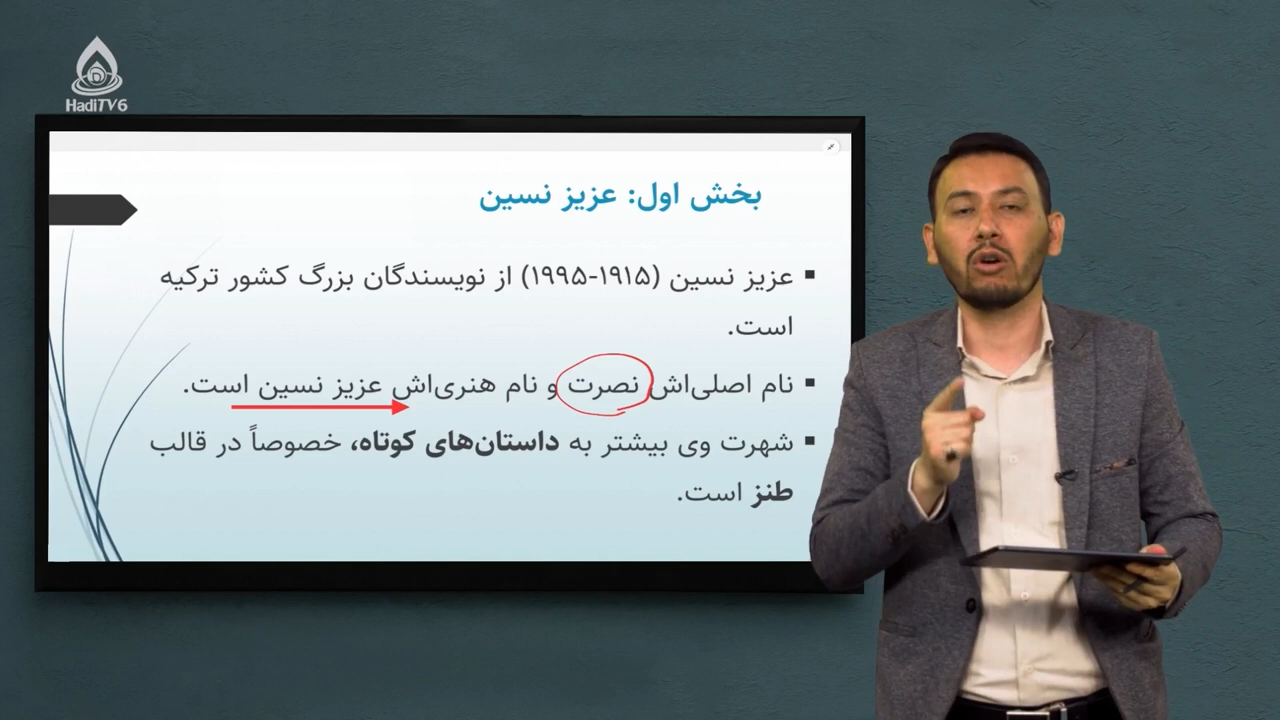 HadiTV6
بخش اول: عزیز نسین
▪ عزیز نسین (۱۹۱۵-۱۹۹۵) از نویسندگان بزرگ کشور ترکیه
است.
▪ نام اصلی‌اش نصرت و نام هنری‌اش عزیز نسین است.
▪ شهرت وی بیشتر به داستان‌های کوتاه، خصوصاً در قالب
طنز است.